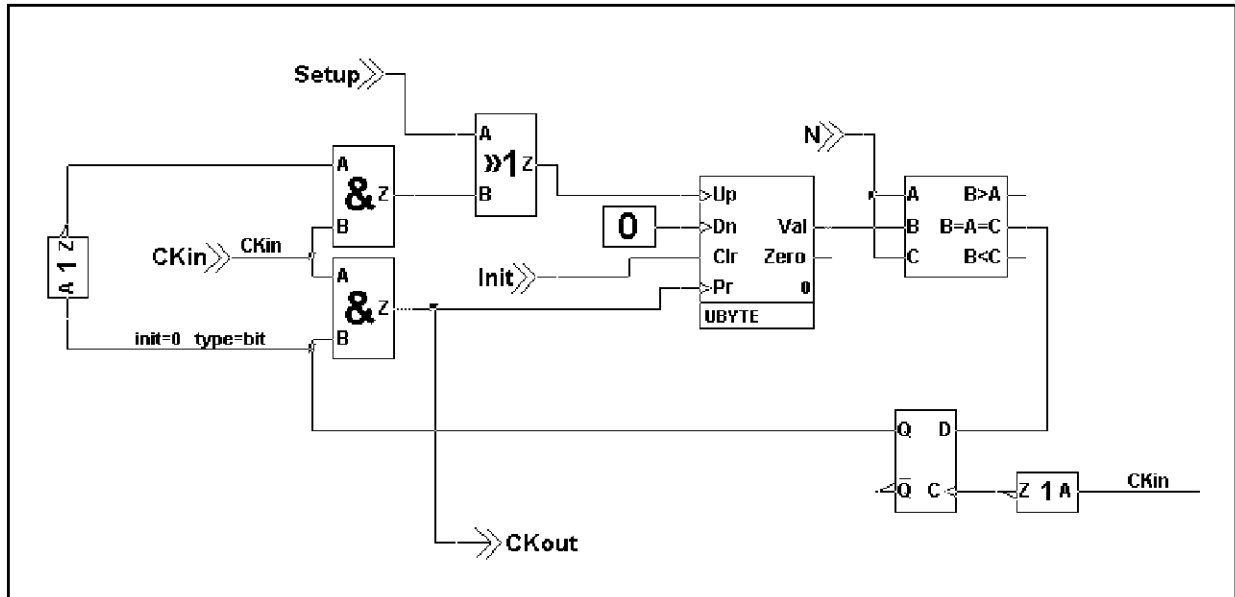 Setup
A
»1
Z
B
N
A
&
Z
B
Up
Dn
Val
Clr
Zero
Pr
0
UBYTE
0
A
B>A
B
B=A=C
C
B<C
CKin
CKin
Init
A
&
Z
B
A 1 Z
init=0 type=bit
Q
D
Q
C
Z 1 A
CKin
CKout